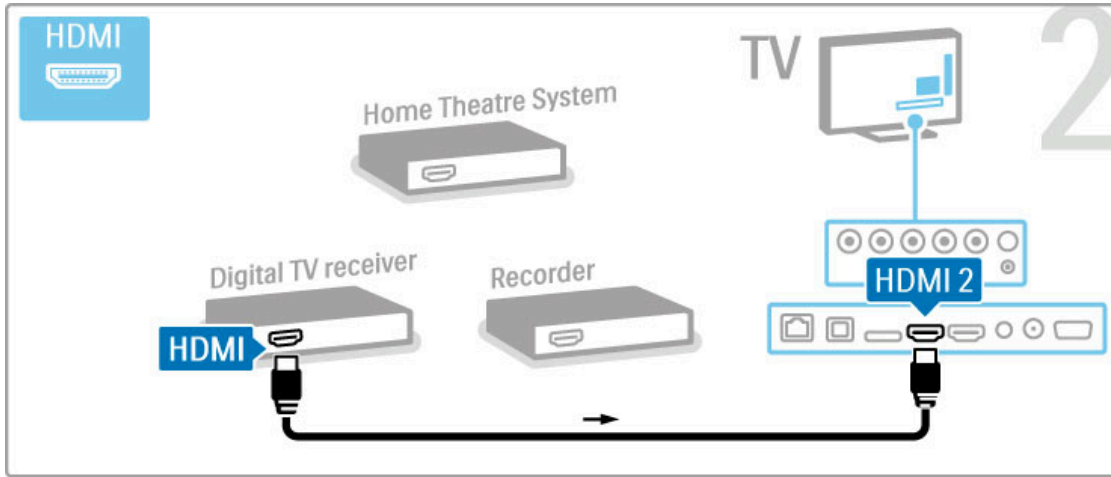 HDMI
TV
2
Home Theatre System
Digital TV receiver
Recorder
HDMI 2
HDMI